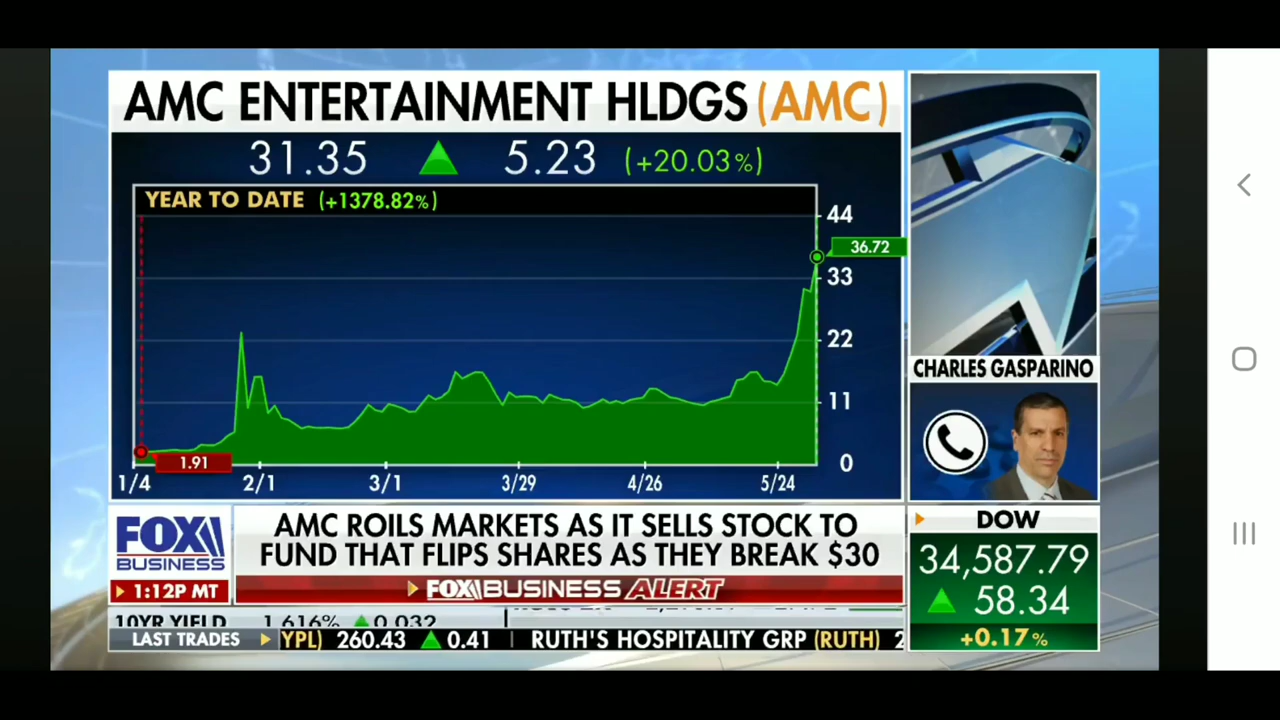 AMC ENTERTAINMENT HLDGS (AMC)
31.35 ▲ 5.23 (+20.03%)
YEAR TO DATE (+1378.82%)
44
36.72
33
22
11
0
1.91
1/4 2/1 3/1 3/29 4/26 5/24
CHARLES GASPARINO
FOX
BUSINESS
1:12P MT
AMC ROILS MARKETS AS IT SELLS STOCK TO
FUND THAT FLIPS SHARES AS THEY BREAK $30
FOX BUSINESS ALERT
10YR YIELD 1.616% ▲ 0.032
LAST TRADES YPL) 260.43 ▲ 0.41 | RUTH'S HOSPITALITY GRP (RUTH) 2
DOW
34,587.79
▲ 58.34
+0.17%